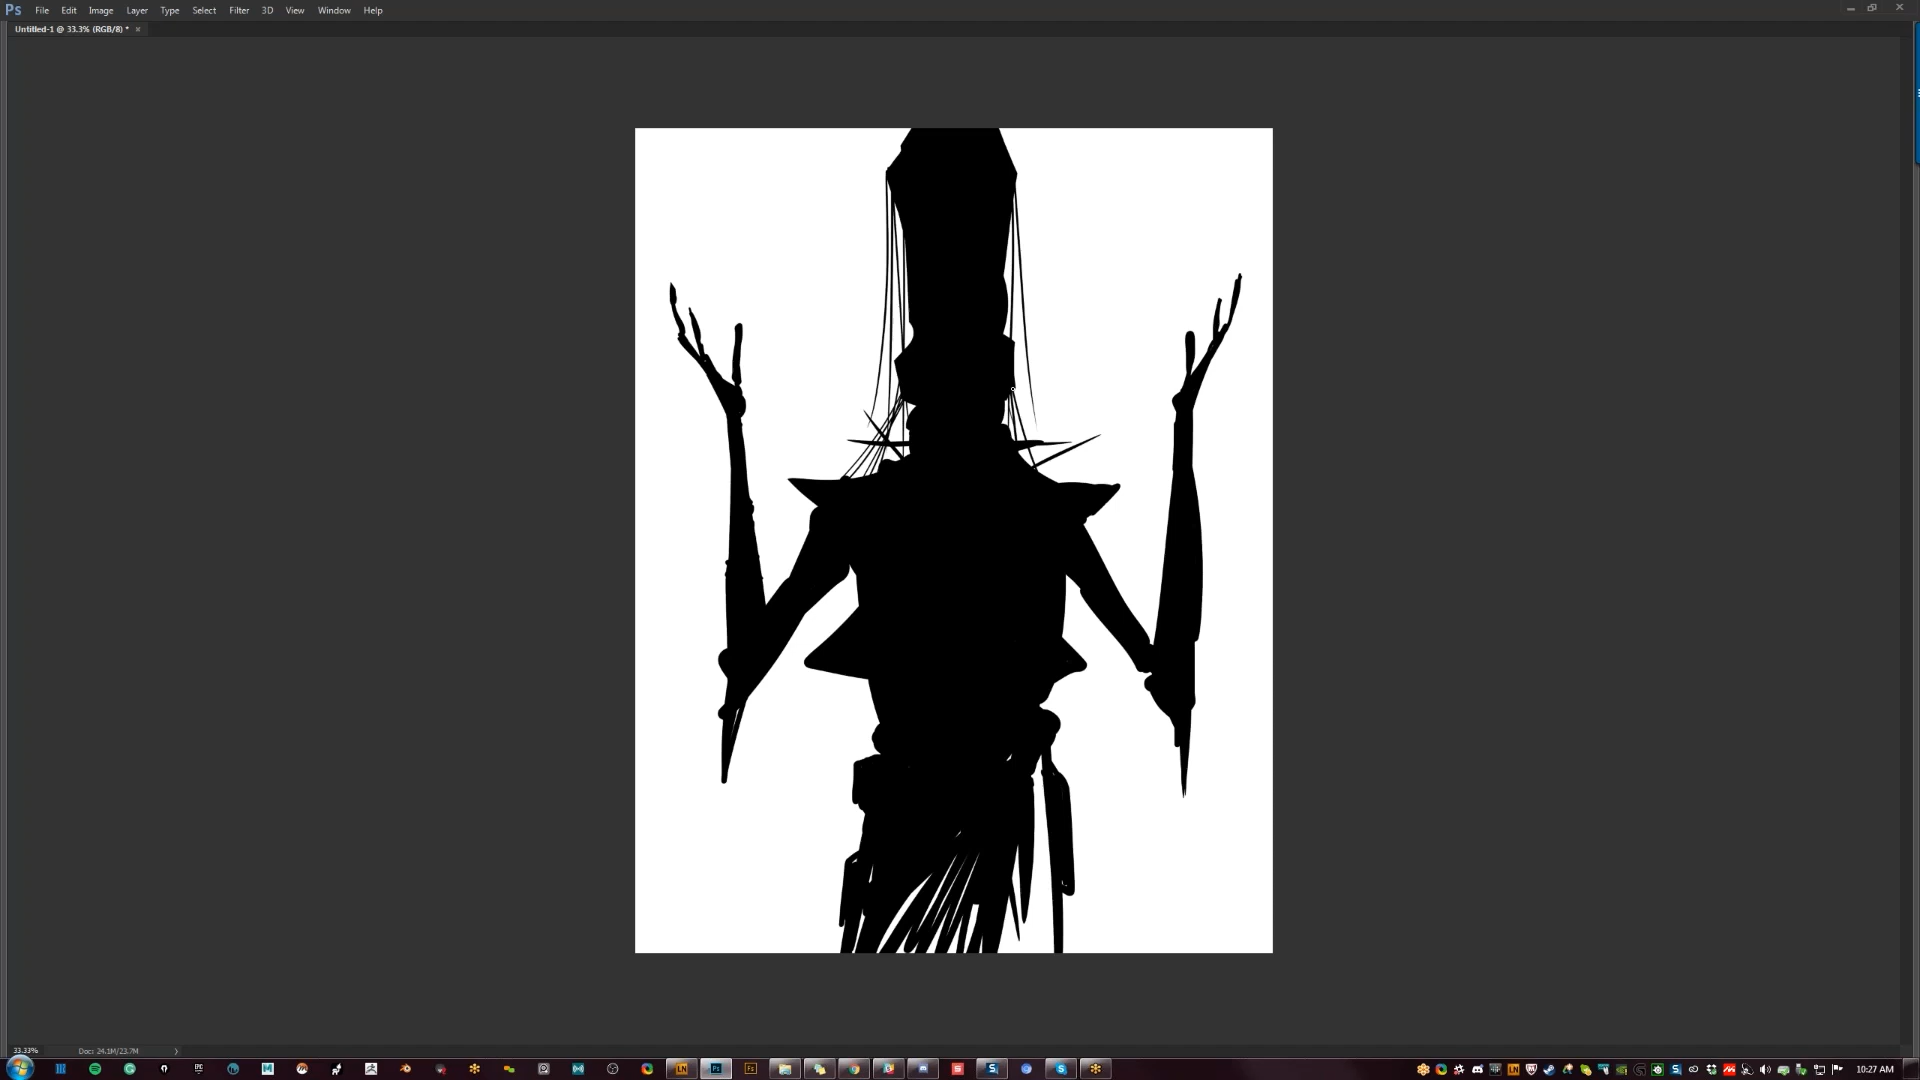 Ps File Edit Image Layer Type Select Filter 3D View Window Help
Untitled-1 @ 33.3% (RGB/8) * ×
33.33% Doc: 24.1M/23.7M
10:27 AM